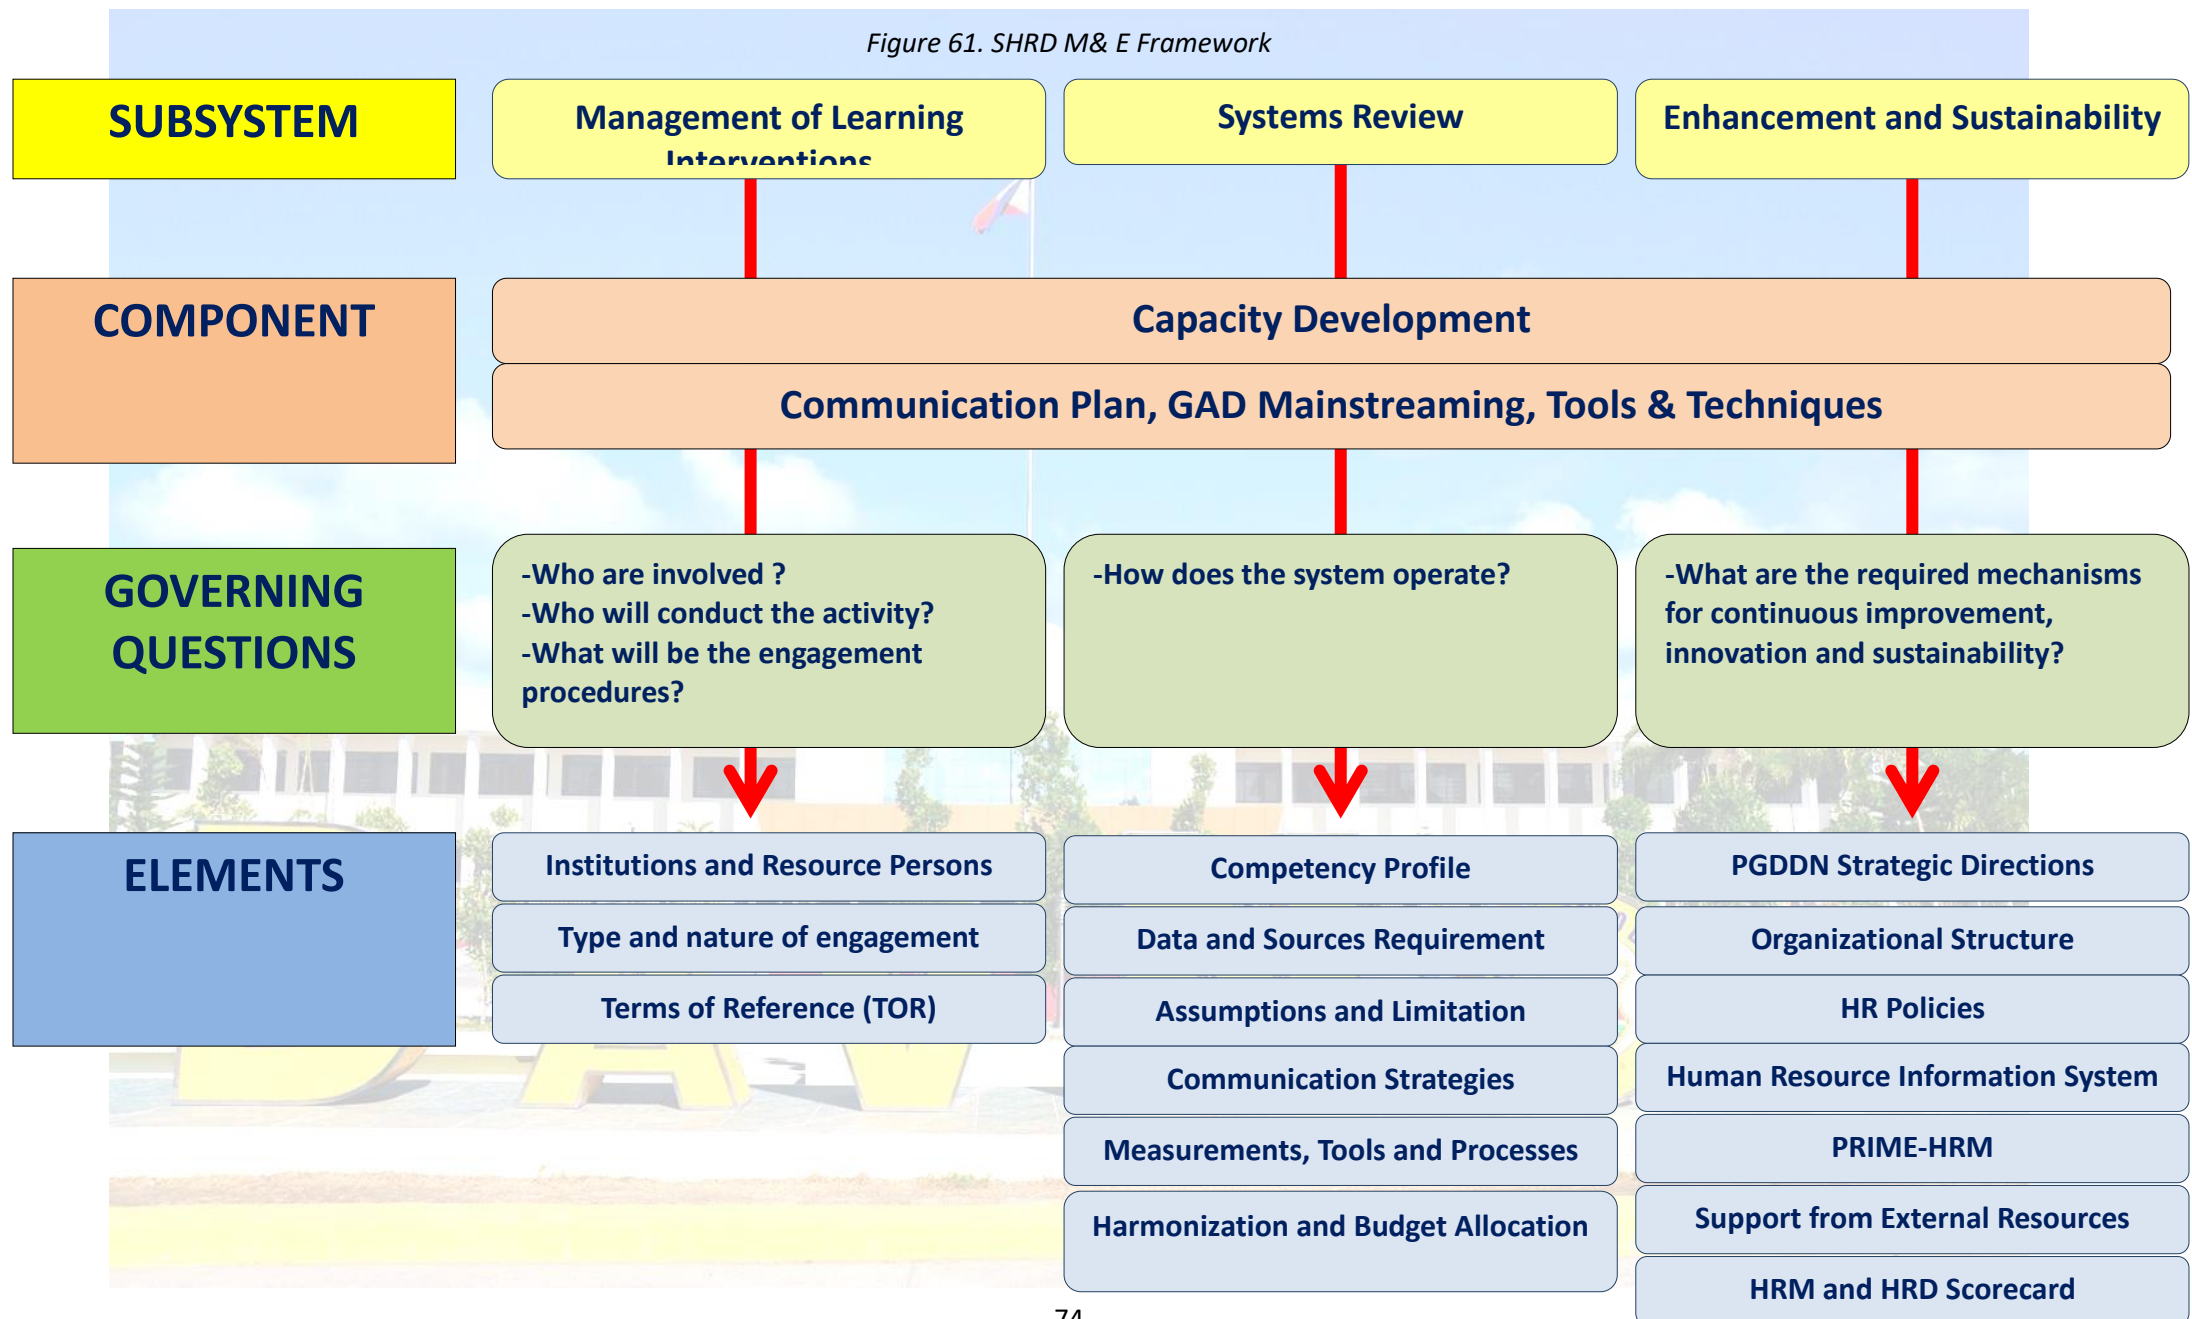 Figure 61. SHRD M& E Framework
SUBSYSTEM
Management of Learning
Interventions
Systems Review
Enhancement and Sustainability
COMPONENT
Capacity Development
Communication Plan, GAD Mainstreaming, Tools & Techniques
GOVERNING
QUESTIONS
-Who are involved ?
-Who will conduct the activity?
-What will be the engagement
procedures?
-How does the system operate?
-What are the required mechanisms
for continuous improvement,
innovation and sustainability?
ELEMENTS
Institutions and Resource Persons
Type and nature of engagement
Terms of Reference (TOR)
Competency Profile
Data and Sources Requirement
Assumptions and Limitation
Communication Strategies
Measurements, Tools and Processes
Harmonization and Budget Allocation
PGDDN Strategic Directions
Organizational Structure
HR Policies
Human Resource Information System
PRIME-HRM
Support from External Resources
HRM and HRD Scorecard
74
DAV